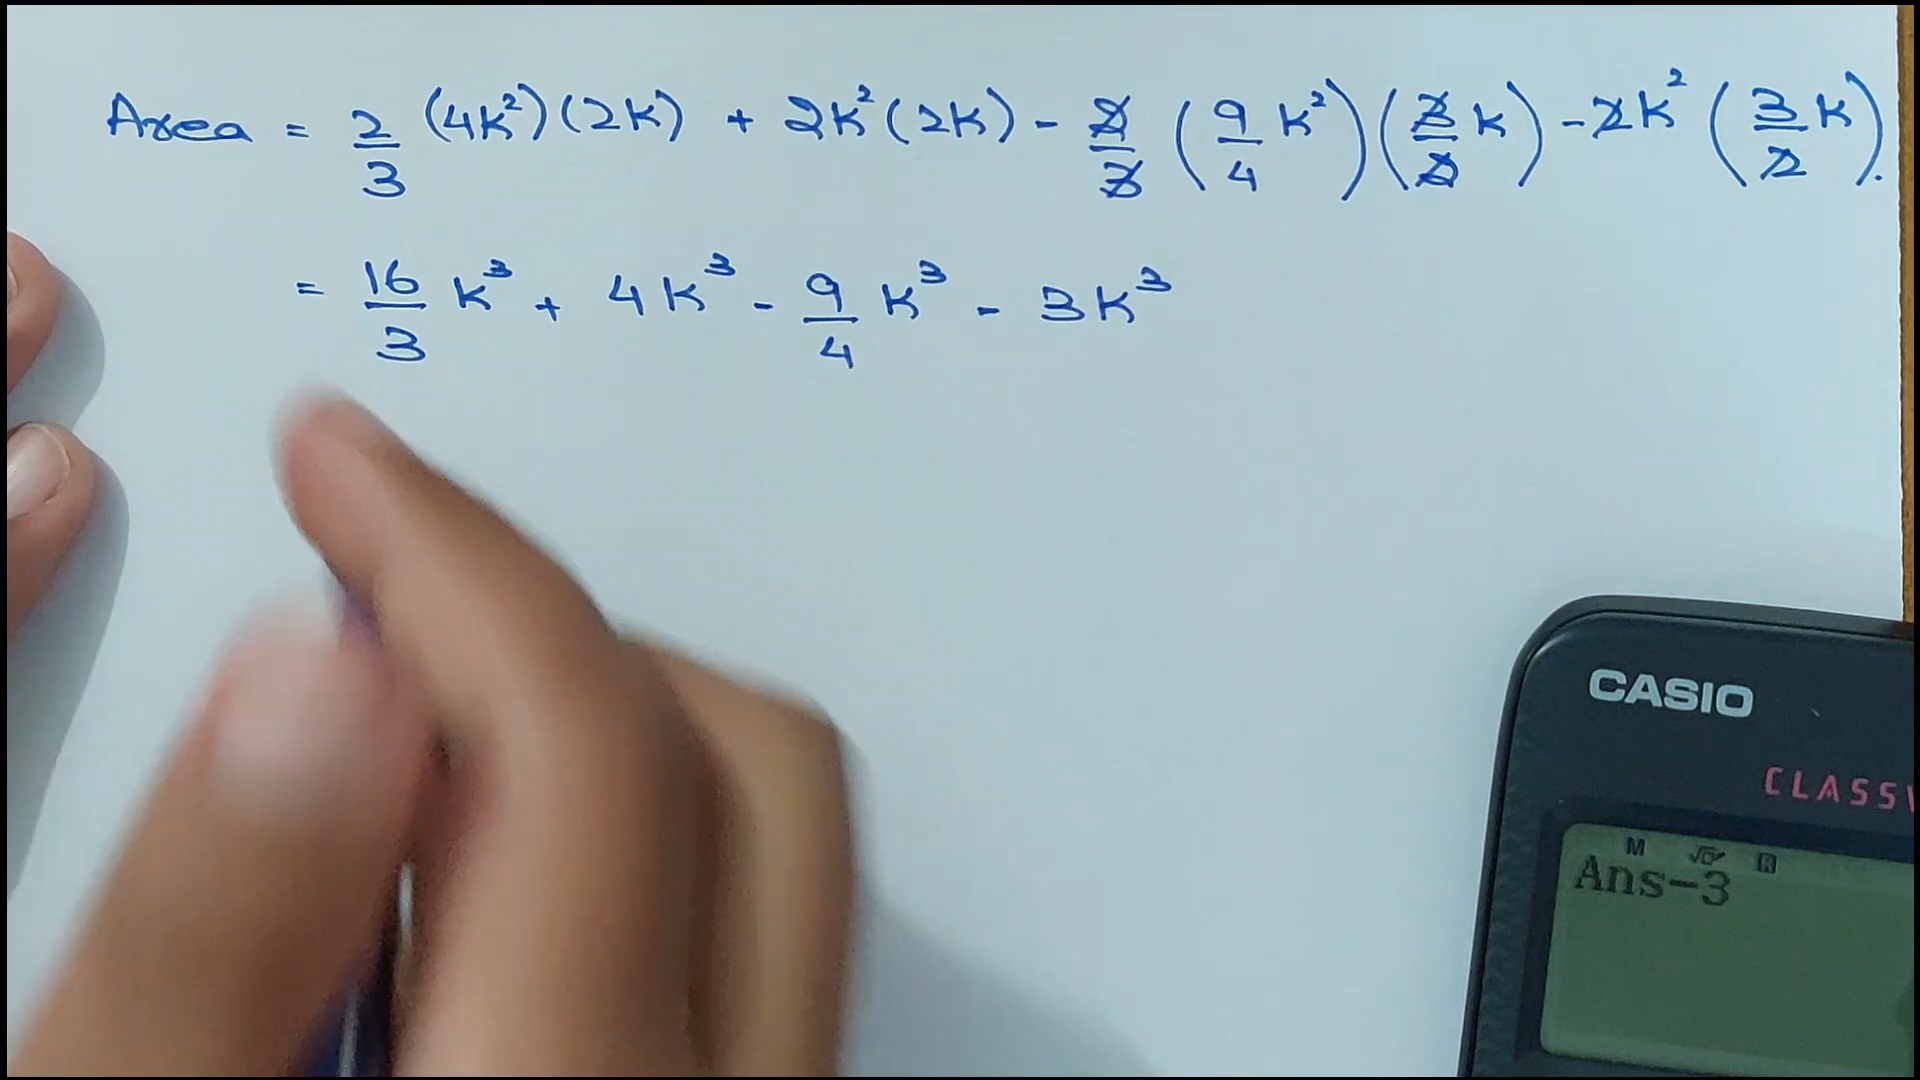 Area = 2/3 (4K²)(2K) + 2K²(2K) - 2/3 (9/4 K²)(3/2 K) - 2K² (3/2 K).
= 16/3 K³ + 4K³ - 9/4 K³ - 3K³
CASIO
CLASSW
M √□/ R
Ans-3